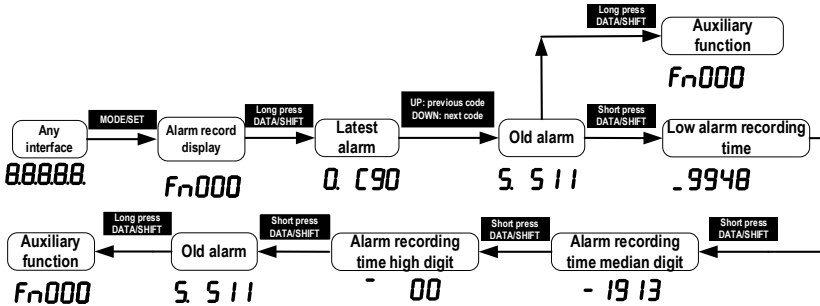 Long press
DATA/SHIFT
Auxiliary
function
Fn000
MODE/SET
Long press
DATA/SHIFT
UP: previous code
DOWN: next code
Short press
DATA/SHIFT
Any
interface
8.8.8.8.8.
Alarm record
display
Fn000
Latest
alarm
0. C90
Old alarm
5. 511
Low alarm recording
time
_9948
Long press
DATA/SHIFT
Short press
DATA/SHIFT
Short press
DATA/SHIFT
Short press
DATA/SHIFT
Auxiliary
function
Fn000
Old alarm
5. 511
Alarm recording
time high digit
‾ 00
Alarm recording
time median digit
- 1913